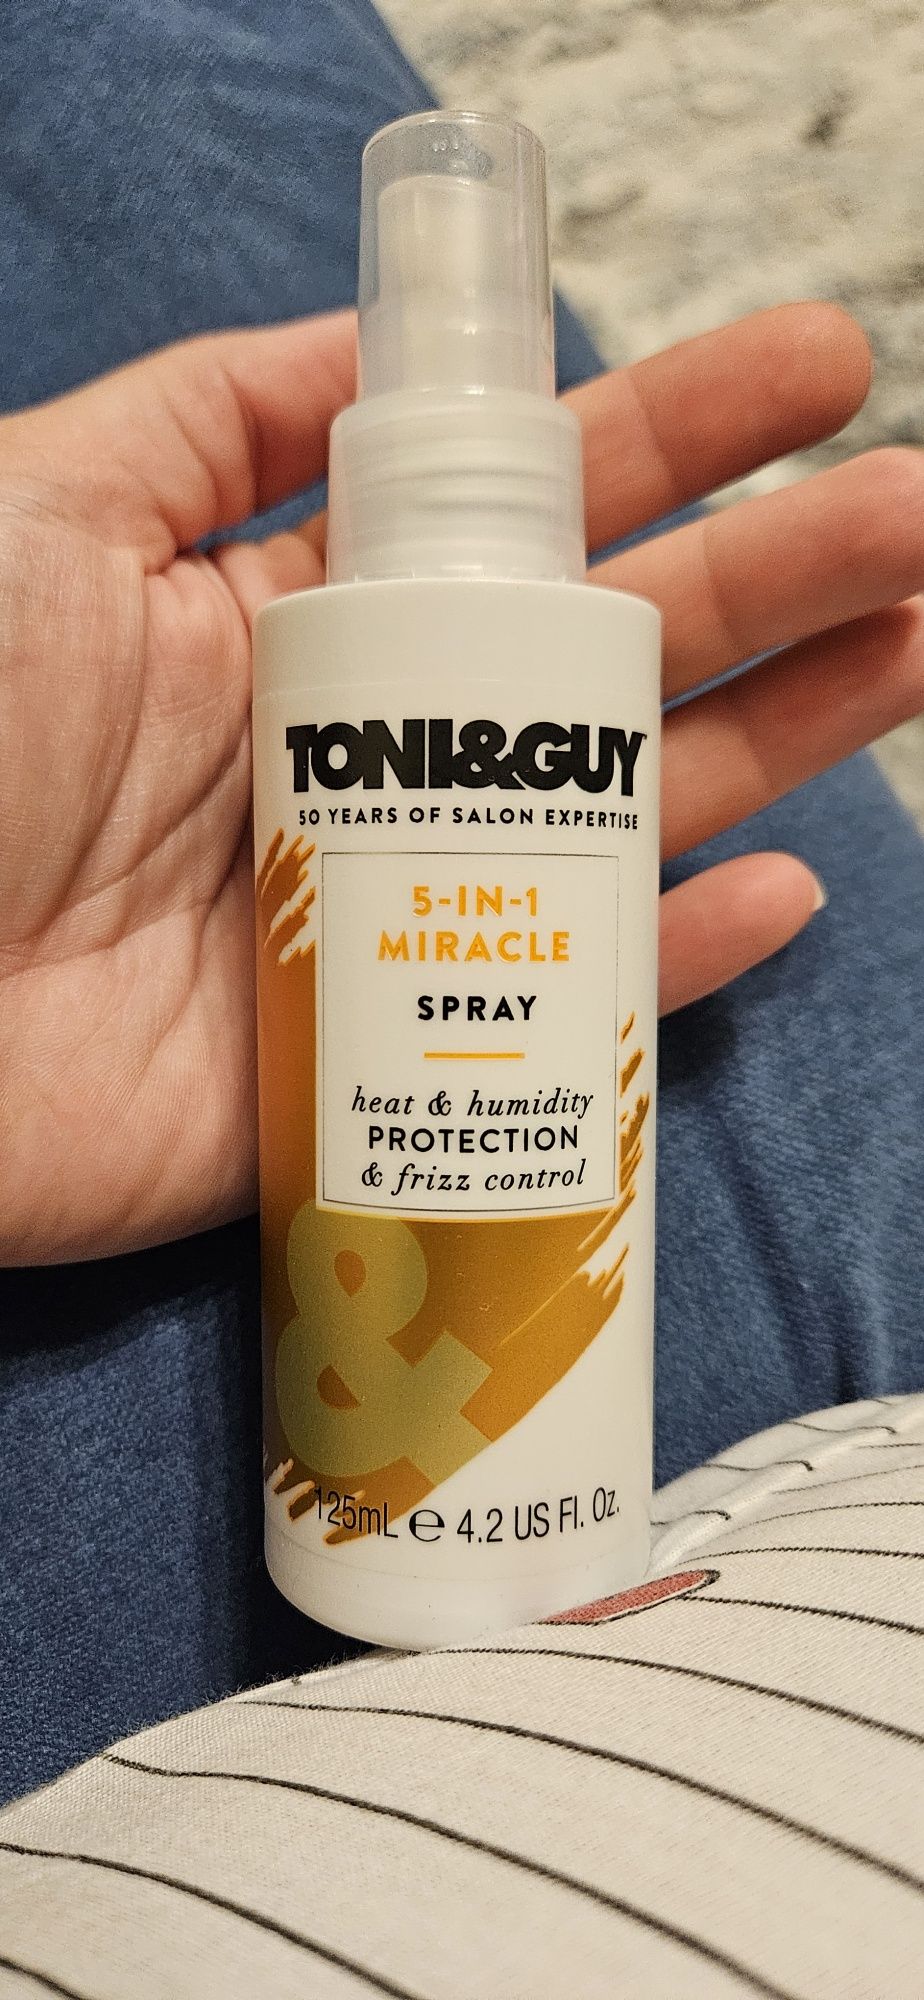 TONI&GUY
50 YEARS OF SALON EXPERTISE
5-IN-1
MIRACLE
SPRAY
heat & humidity
PROTECTION
& frizz control
&
125mL e 4.2 US Fl. Oz.